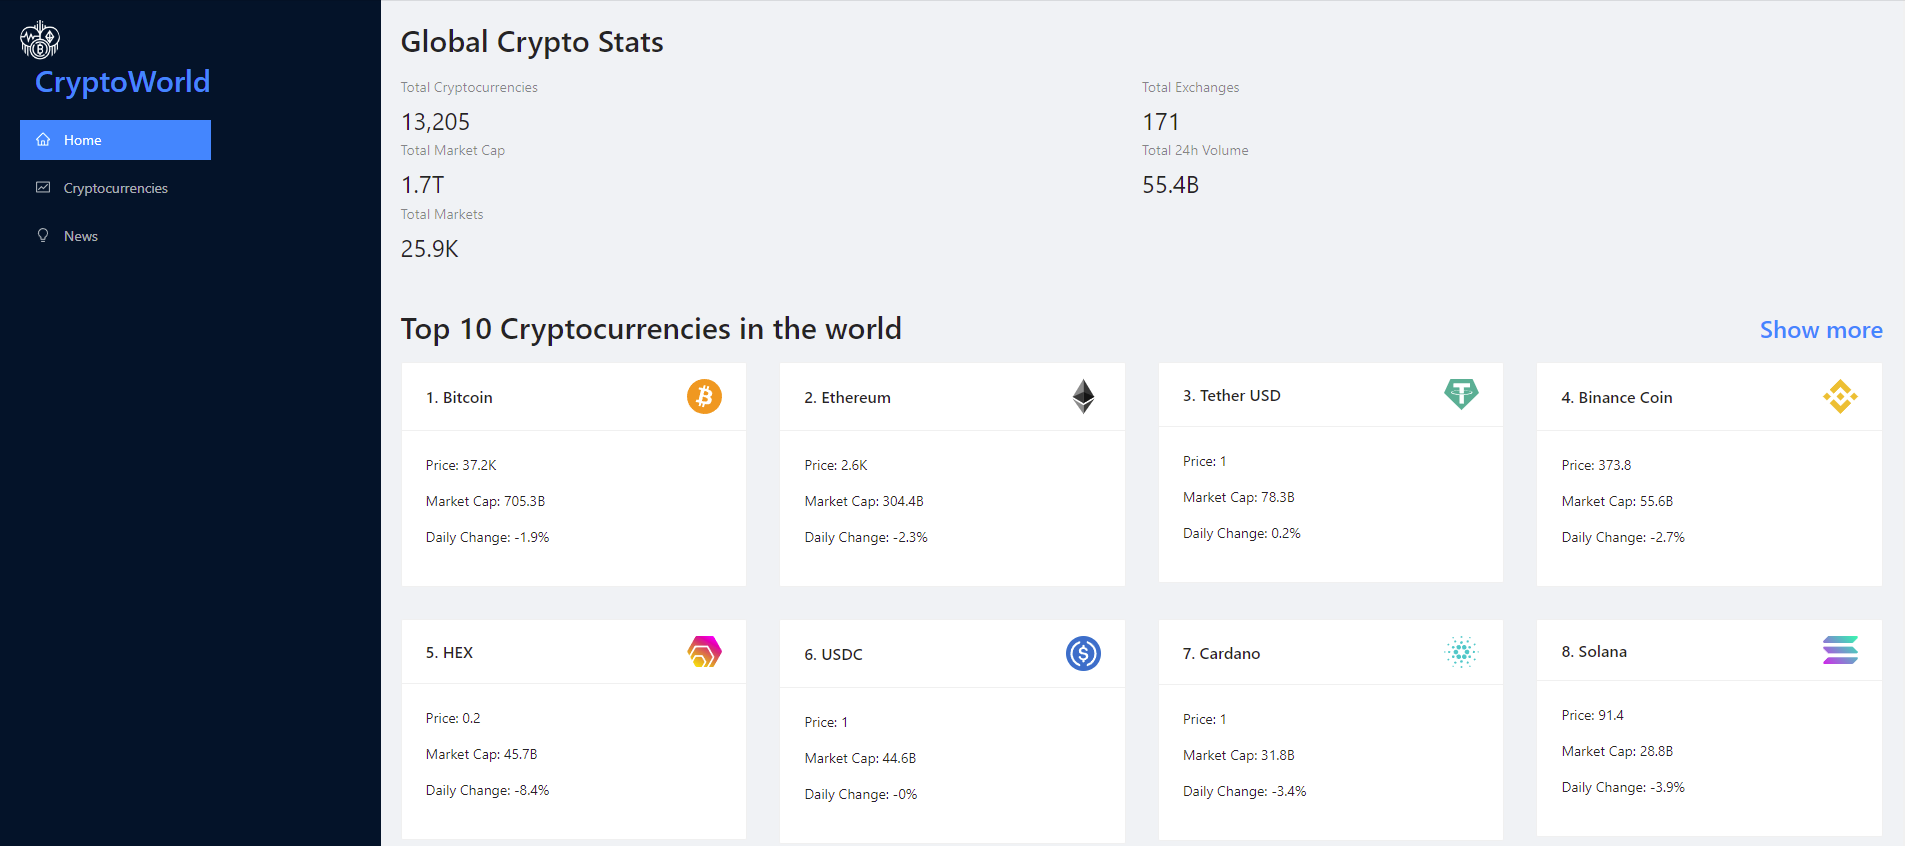 CryptoWorld
Home
Cryptocurrencies
News
Global Crypto Stats
Total Cryptocurrencies
13,205
Total Exchanges
171
Total Market Cap
1.7T
Total 24h Volume
55.4B
Total Markets
25.9K
Top 10 Cryptocurrencies in the world
Show more
1. Bitcoin
Price: 37.2K
Market Cap: 705.3B
Daily Change: -1.9%
2. Ethereum
Price: 2.6K
Market Cap: 304.4B
Daily Change: -2.3%
3. Tether USD
Price: 1
Market Cap: 78.3B
Daily Change: 0.2%
4. Binance Coin
Price: 373.8
Market Cap: 55.6B
Daily Change: -2.7%
5. HEX
Price: 0.2
Market Cap: 45.7B
Daily Change: -8.4%
6. USDC
Price: 1
Market Cap: 44.6B
Daily Change: -0%
7. Cardano
Price: 1
Market Cap: 31.8B
Daily Change: -3.4%
8. Solana
Price: 91.4
Market Cap: 28.8B
Daily Change: -3.9%